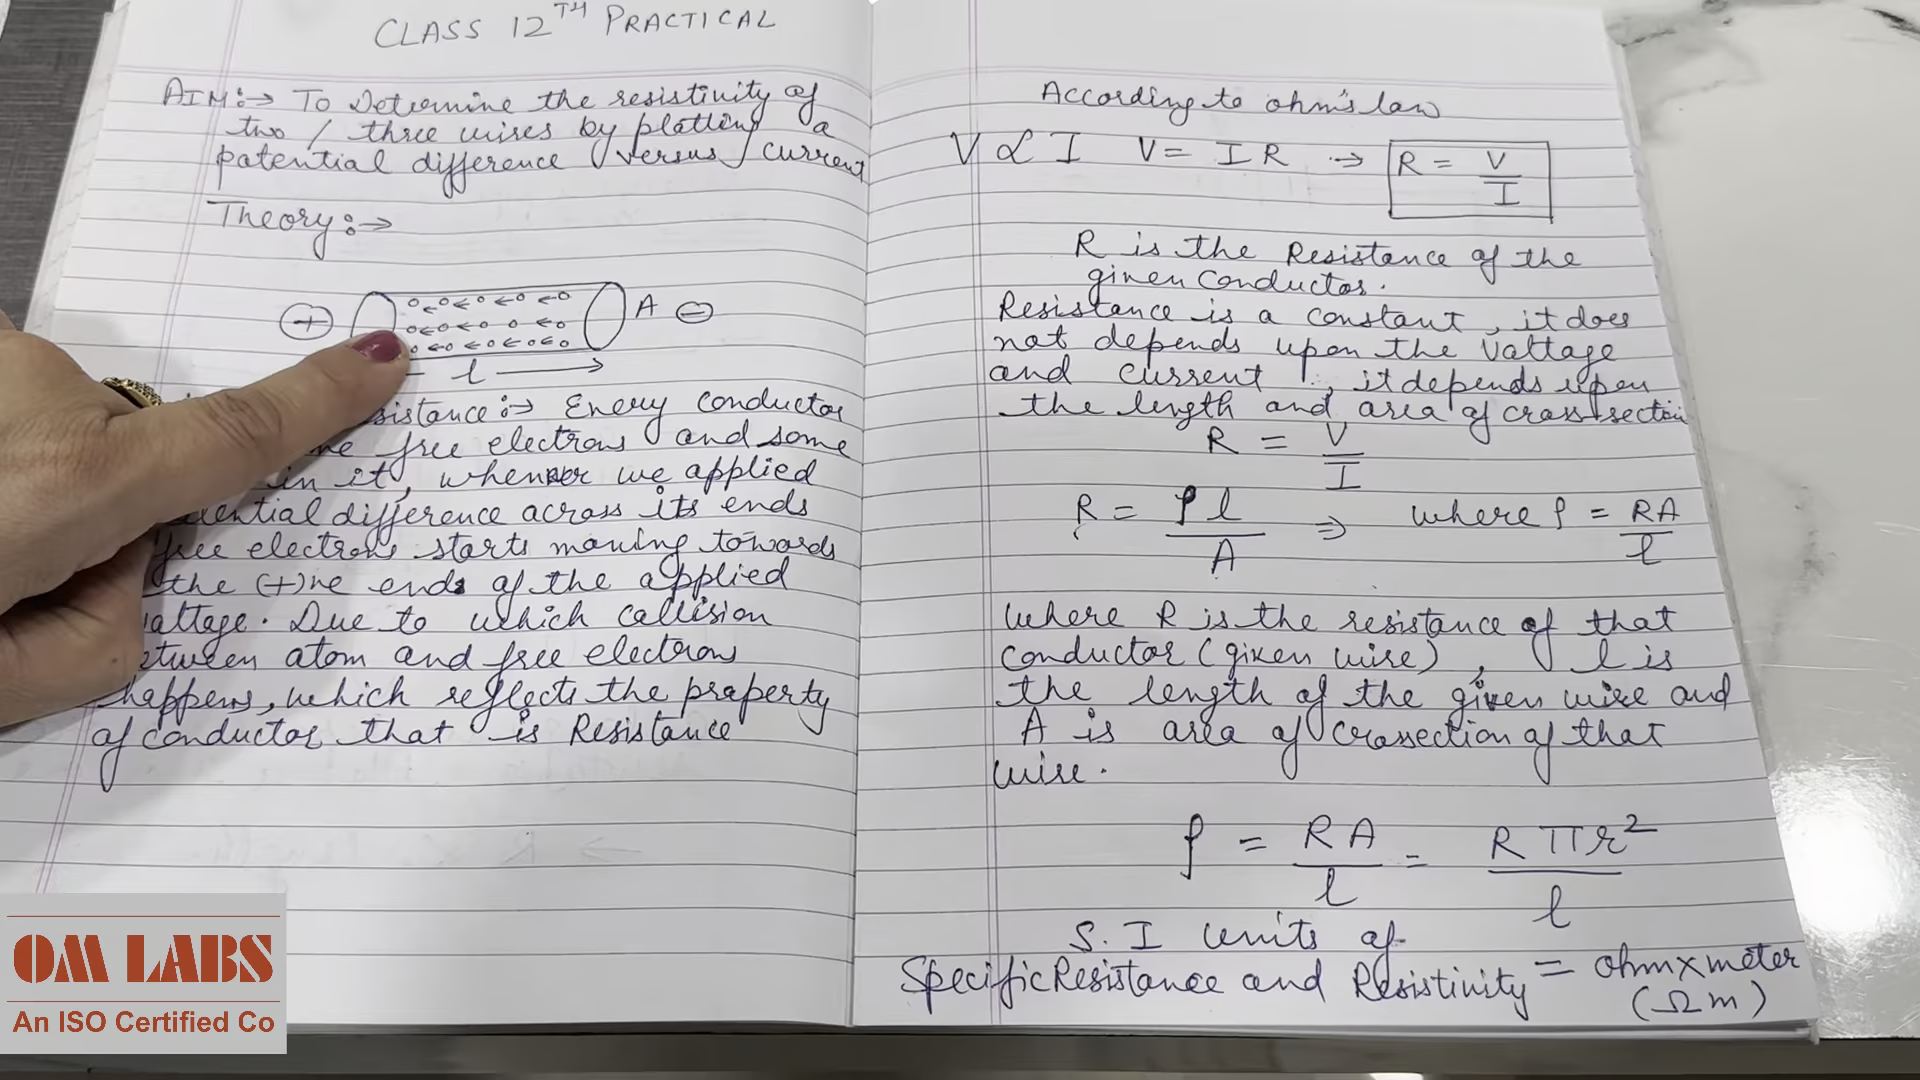 CLASS 12TH PRACTICAL
AIM:→ To Determine the resistivity of
two / three wires by plotting a
potential difference versus current
Theory:→
+ A -
l
sistance:→ Every conductor
free electrons and some
in it, whenever we applied
ential difference across its ends
free electrons starts moving towards
the (+)ve ends of the applied
oltage. Due to which collision
etween atom and free electrons
happens, which reflects the property
of conductor that is Resistance
According to ohm's law
V ∝ I V = IR → R = V/I
R is the Resistance of the
given conductor.
Resistance is a constant, it does
not depends upon the Voltage
and current, it depends upon
the length and area of cross section
R = V/I
R = ρl/A ⇒ where ρ = RA/l
where R is the resistance of that
conductor (given wire), l is
the length of the given wire and
A is area of crossection of that
wire.
ρ = RA/l = Rπr²/l
S.I units of
Specific Resistance and Resistivity = ohm×meter
(Ωm)
OM LABS
An ISO Certified Co